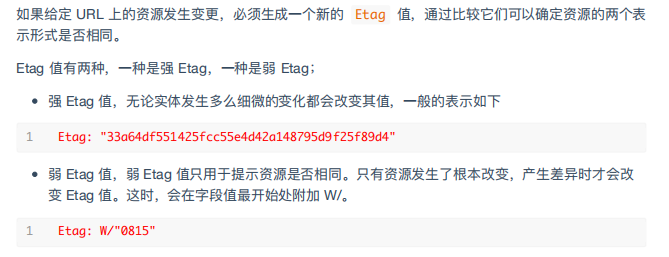 如果给定 URL 上的资源发生变更，必须生成一个新的 Etag 值，通过比较它们可以确定资源的两个表
示形式是否相同。
Etag 值有两种，一种是强 Etag，一种是弱 Etag；
• 强 Etag 值，无论实体发生多么细微的变化都会改变其值，一般的表示如下
1 Etag: "33a64df551425fcc55e4d42a148795d9f25f89d4"
• 弱 Etag 值，弱 Etag 值只用于提示资源是否相同。只有资源发生了根本改变，产生差异时才会改
变 Etag 值。这时，会在字段值最开始处附加 W/。
1 Etag: W/"0815"